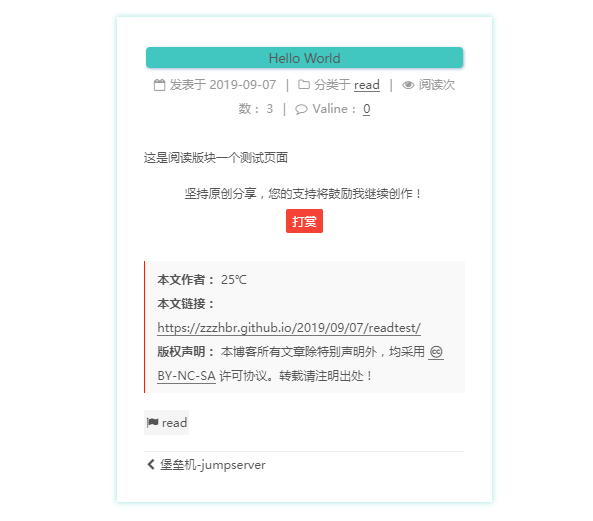 Hello World
发表于 2019-09-07 | 分类于 read | 阅读次
数： 3 | Valine： 0
这是阅读版块一个测试页面
坚持原创分享，您的支持将鼓励我继续创作！
打赏
本文作者： 25℃
本文链接：
https://zzzhbr.github.io/2019/09/07/readtest/
版权声明： 本博客所有文章除特别声明外，均采用
BY-NC-SA 许可协议。转载请注明出处！
read
堡垒机-jumpserver